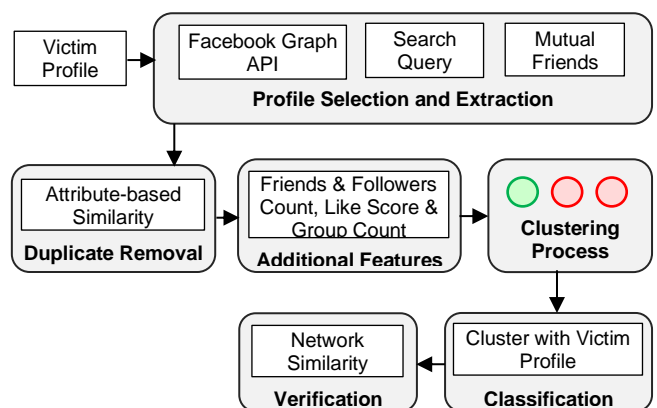 Victim
Profile
Facebook Graph
API
Search
Query
Mutual
Friends
Profile Selection and Extraction
Attribute-based
Similarity
Duplicate Removal
Friends & Followers
Count, Like Score &
Group Count
Additional Features
Clustering
Process
Network
Similarity
Verification
Cluster with Victim
Profile
Classification